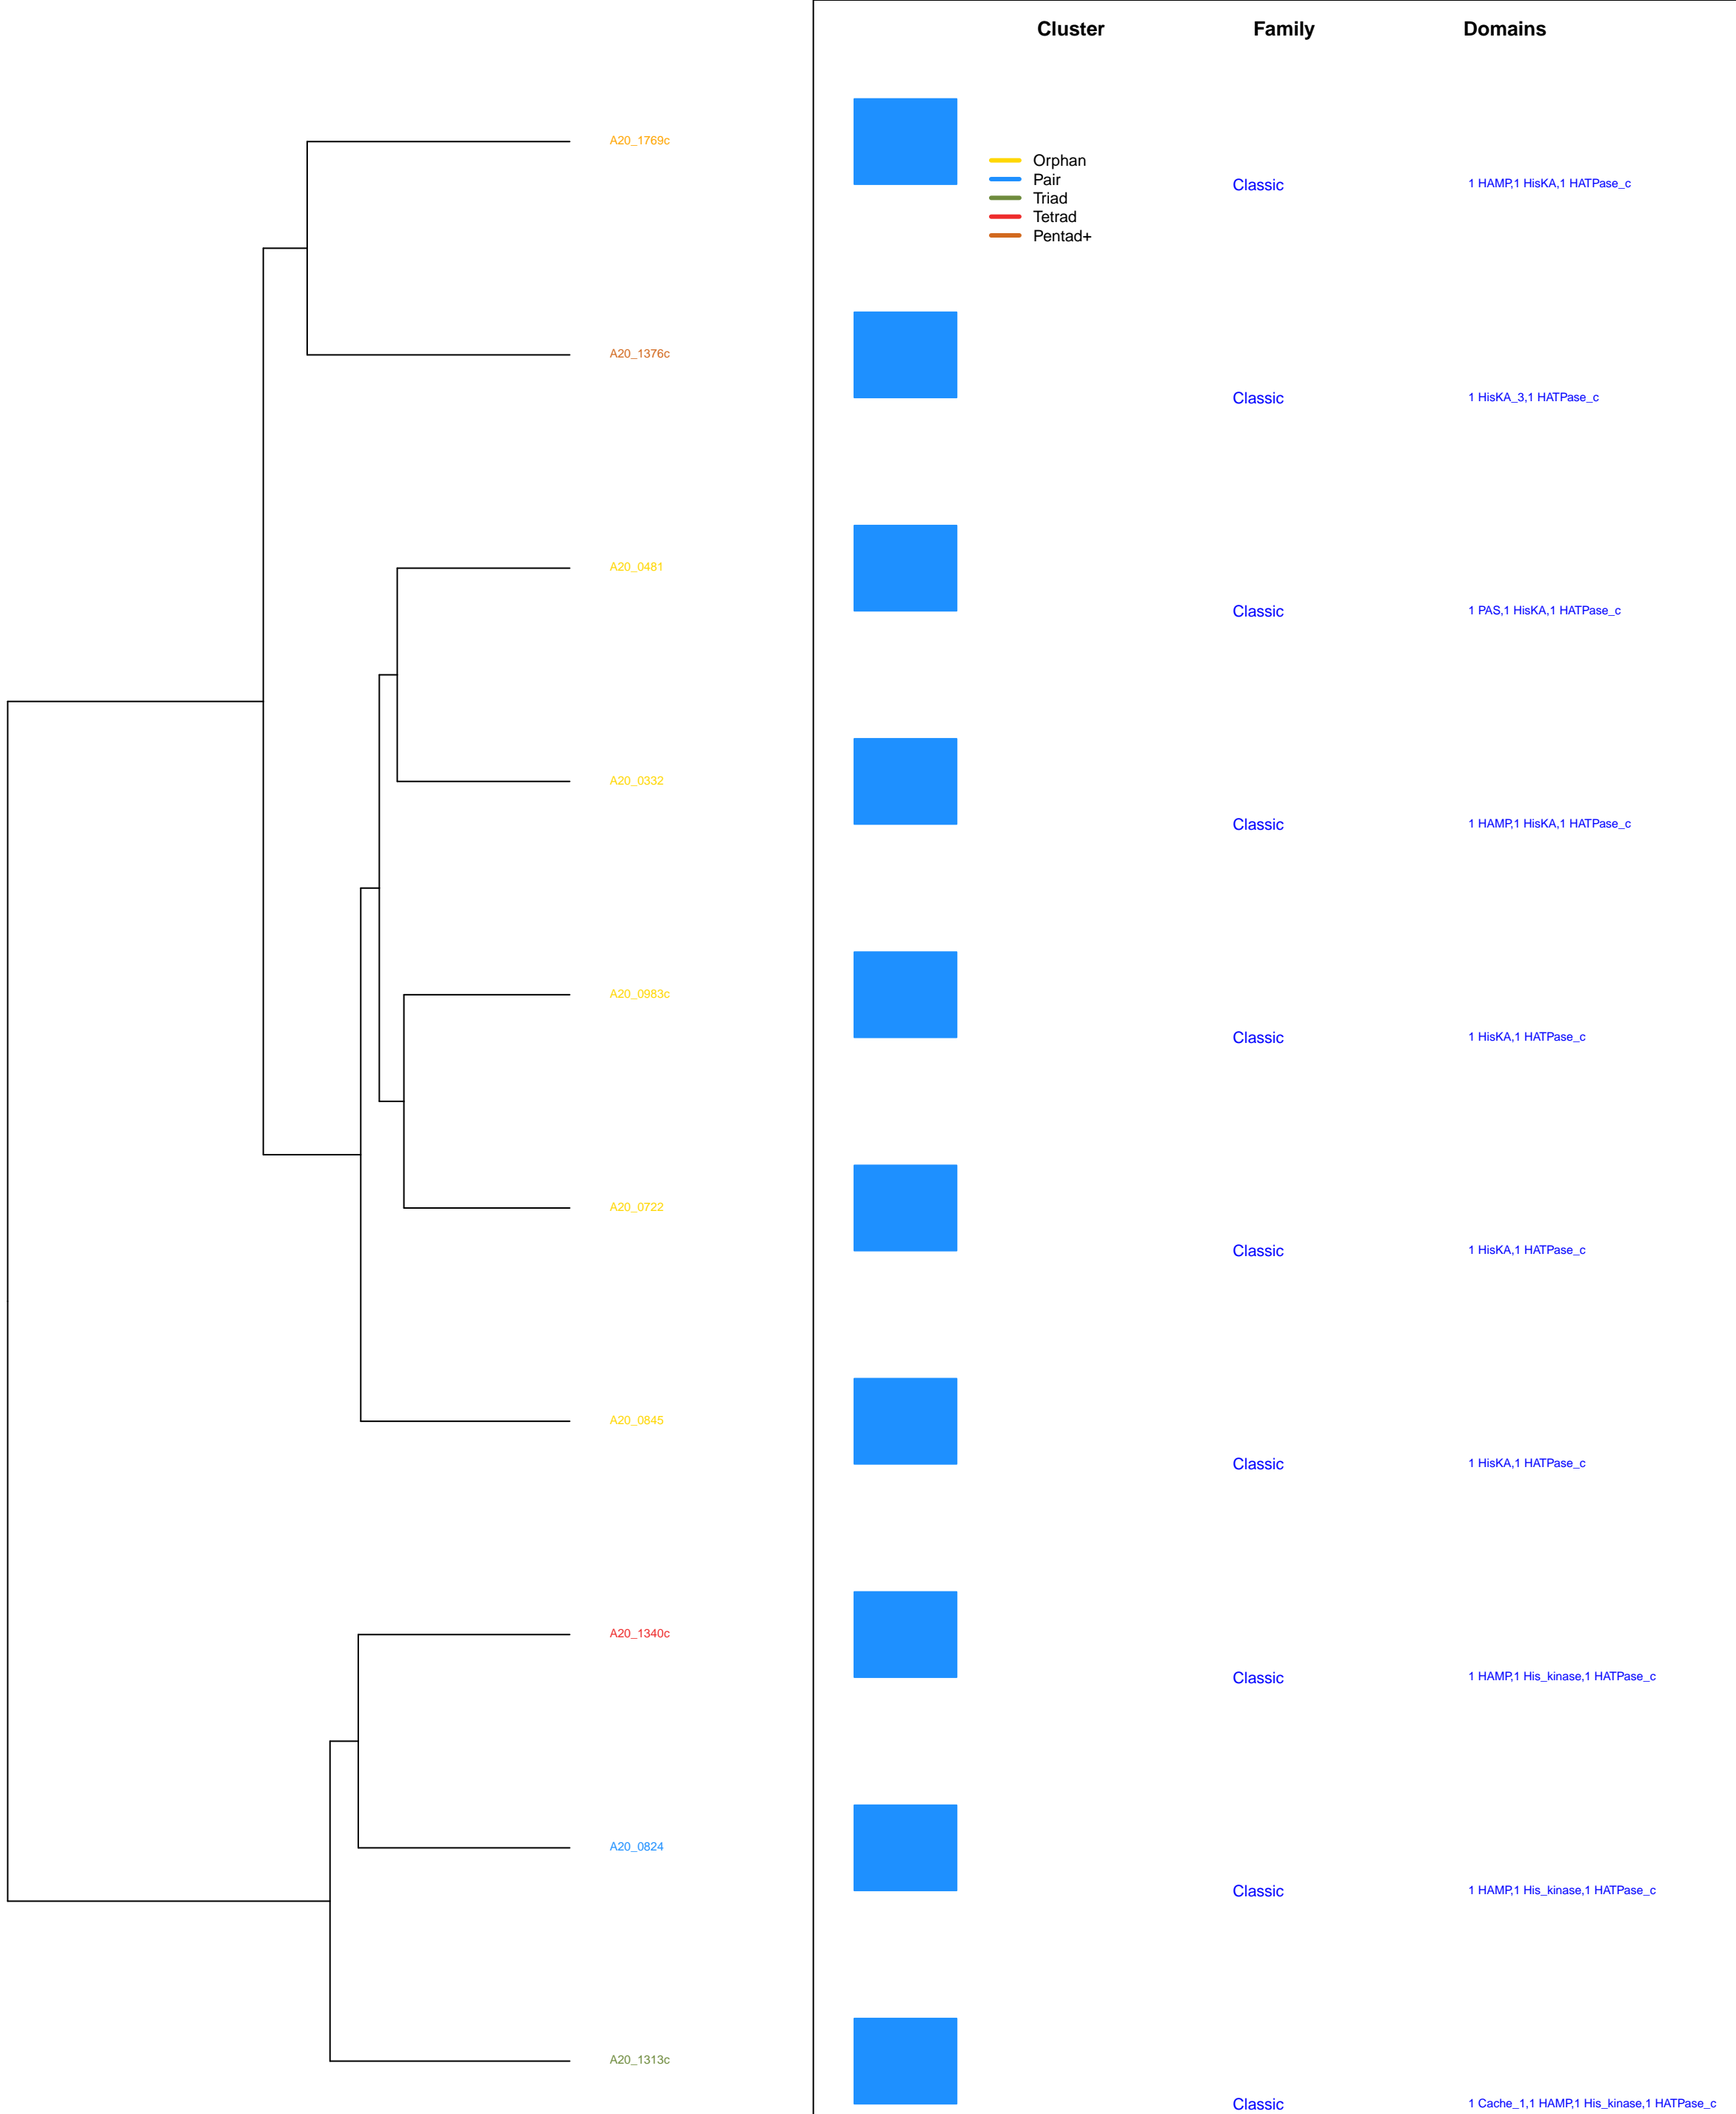 Cluster Family Domains
A20_1769c
Orphan
Pair
Triad
Tetrad
Pentad+
Classic 1 HAMP,1 HisKA,1 HATPase_c
A20_1376c
Classic 1 HisKA_3,1 HATPase_c
A20_0481
Classic 1 PAS,1 HisKA,1 HATPase_c
A20_0332
Classic 1 HAMP,1 HisKA,1 HATPase_c
A20_0983c
Classic 1 HisKA,1 HATPase_c
A20_0722
Classic 1 HisKA,1 HATPase_c
A20_0845
Classic 1 HisKA,1 HATPase_c
A20_1340c
Classic 1 HAMP,1 His_kinase,1 HATPase_c
A20_0824
Classic 1 HAMP,1 His_kinase,1 HATPase_c
A20_1313c
Classic 1 Cache_1,1 HAMP,1 His_kinase,1 HATPase_c